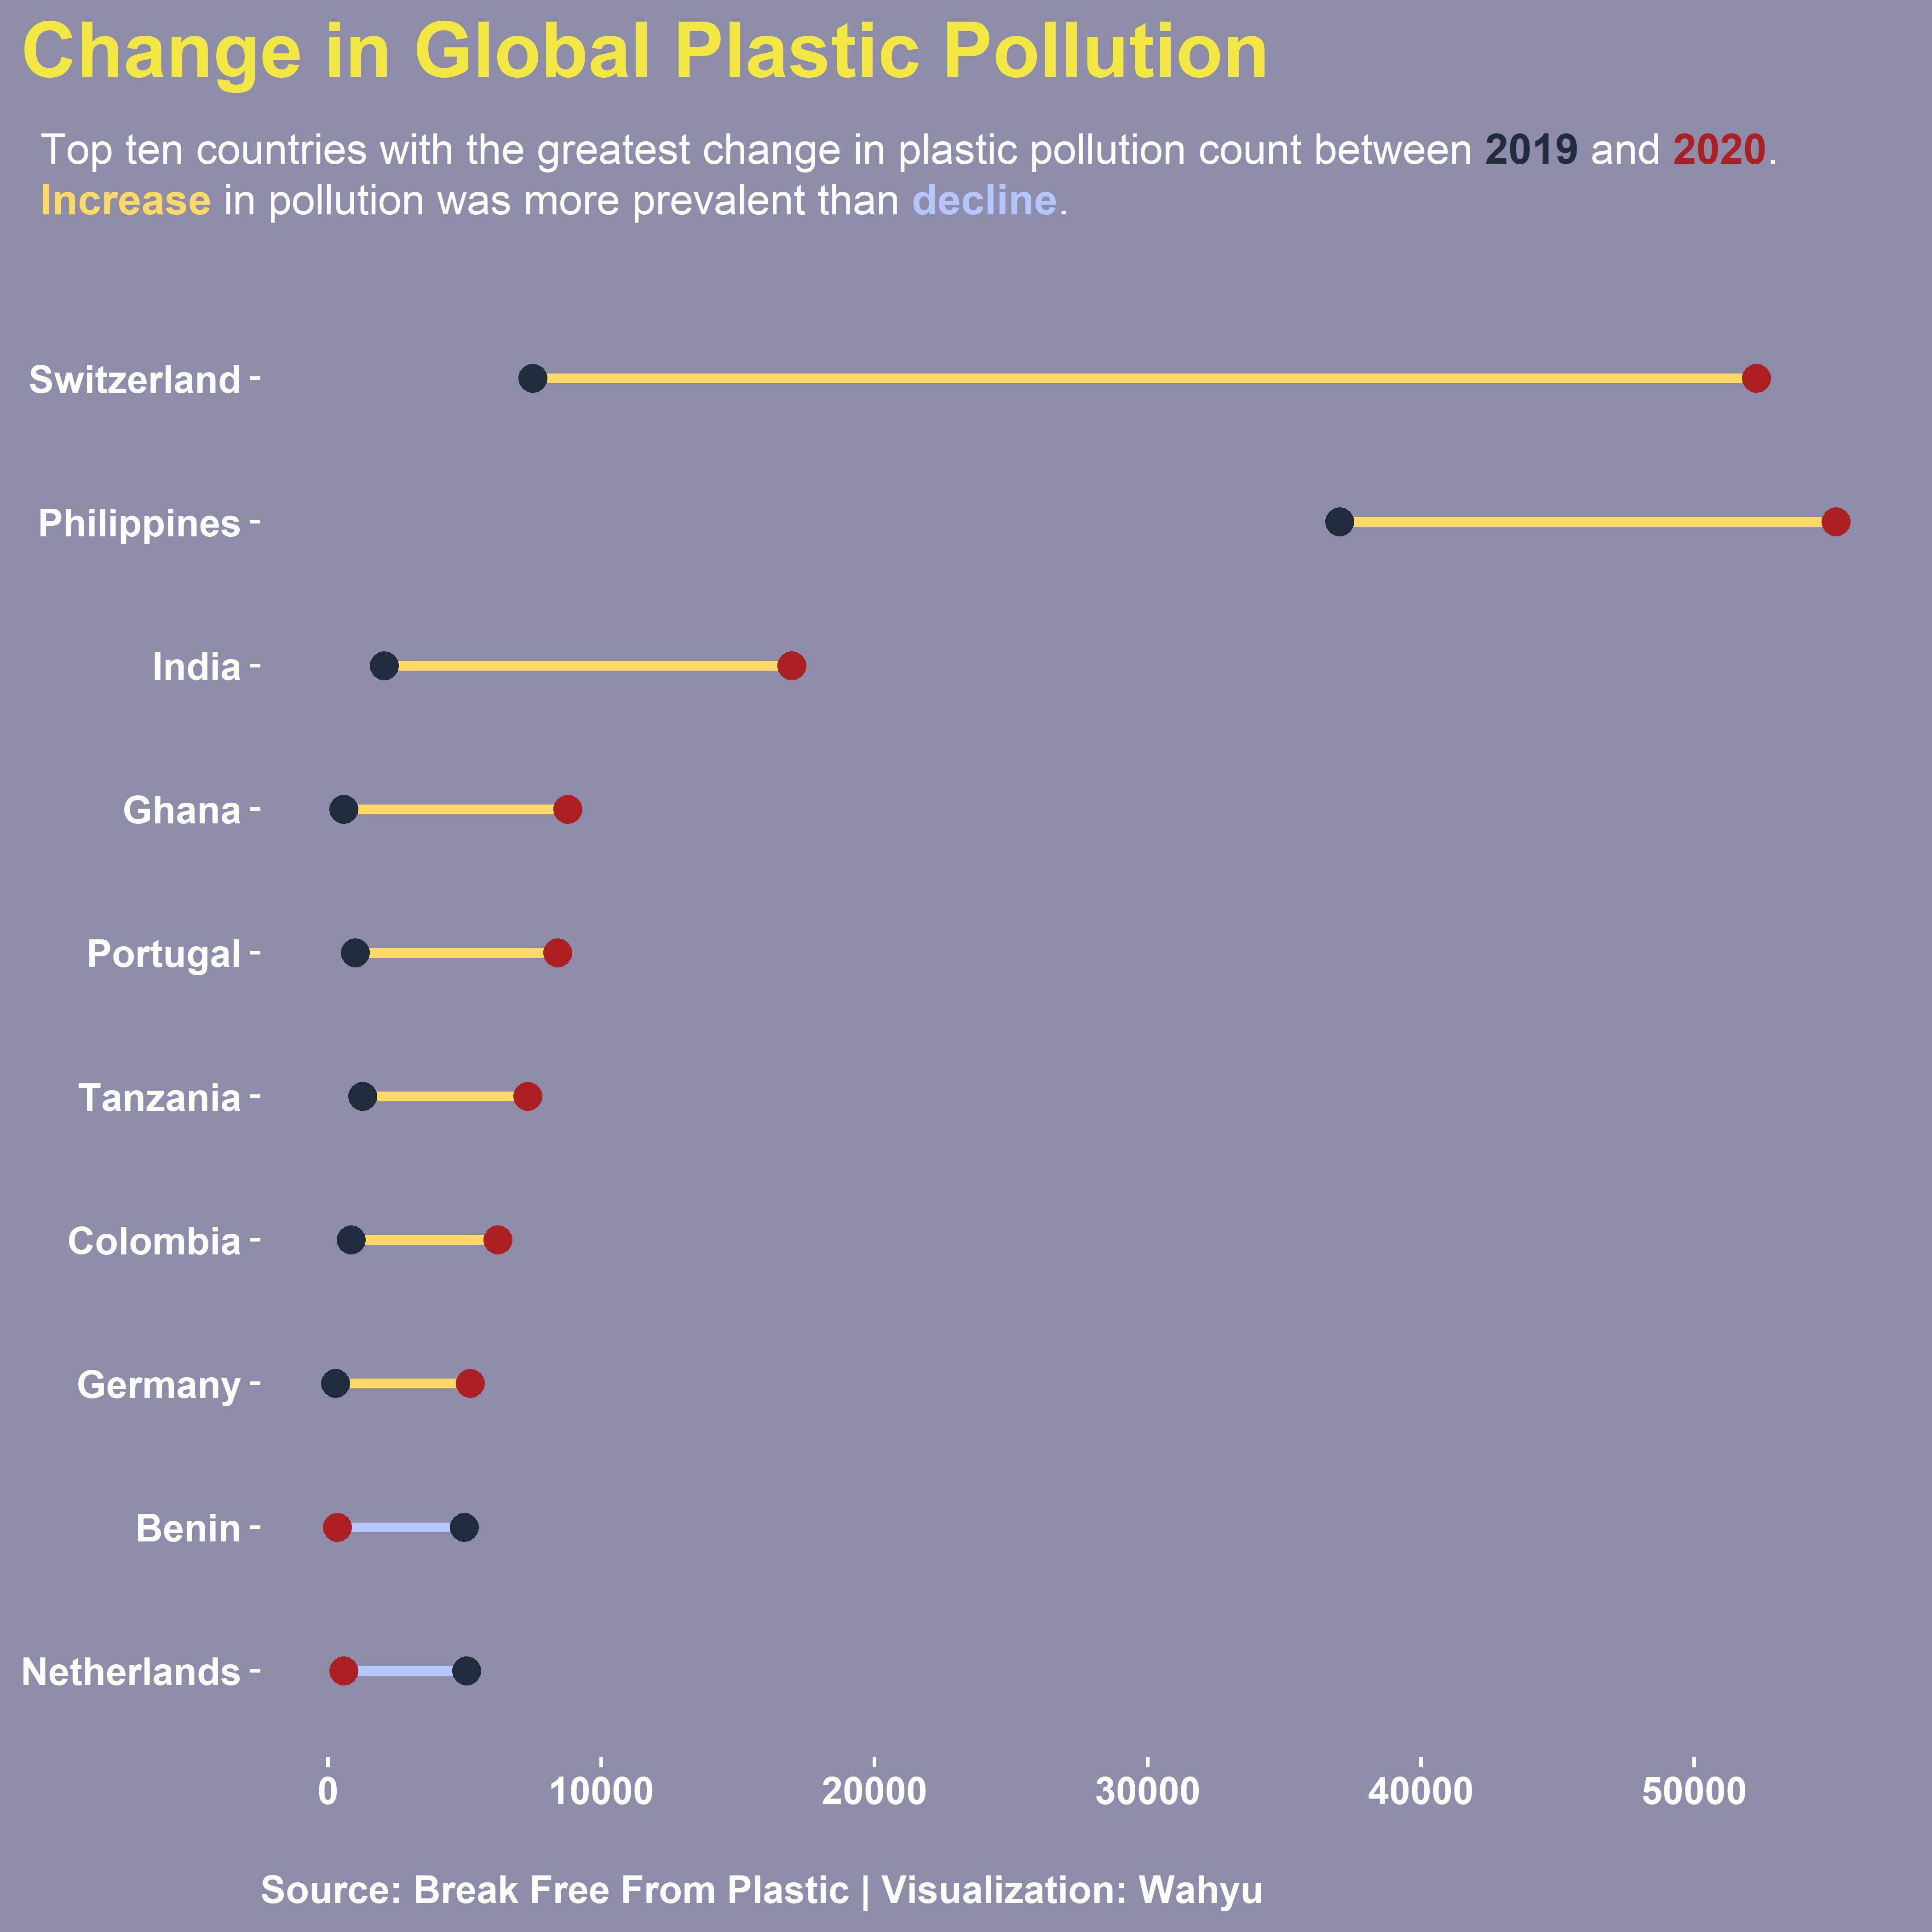 Change in Global Plastic Pollution
Top ten countries with the greatest change in plastic pollution count between 2019 and 2020.
Increase in pollution was more prevalent than decline.
Switzerland
Philippines
India
Ghana
Portugal
Tanzania
Colombia
Germany
Benin
Netherlands
0 10000 20000 30000 40000 50000
Source: Break Free From Plastic | Visualization: Wahyu